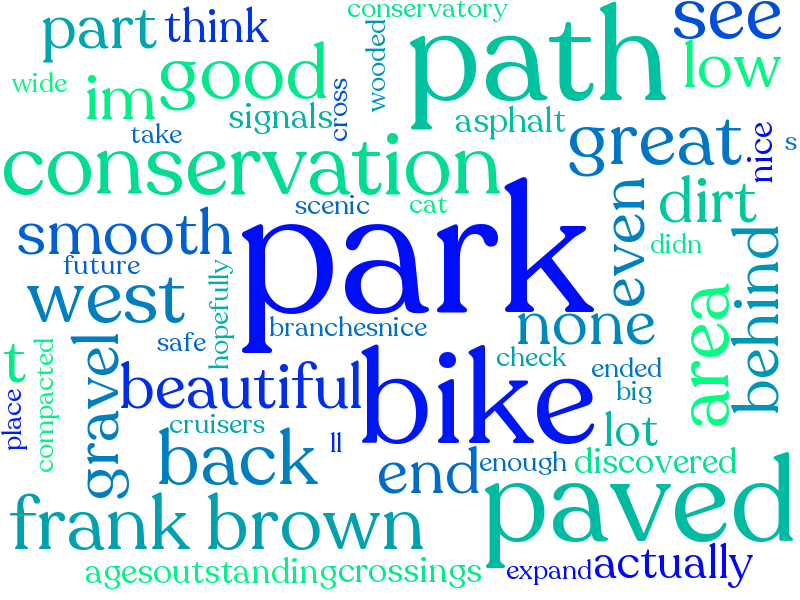 conservatory
part
think
see
path
wooded
good
wide
im
low
signals
cross
take
asphalt
great
nice
s
conservation
park
scenic
cat
even
dirt
smooth
didn
future
behind
west
hopefully
area
branchesnice
none
safe
t
compacted
gravel
check
ended
big
beautiful
bike
place
cruisers
lot
ll
back
end
enough
discovered
paved
frank brown
agesoutstandingcrossings
expand
actually